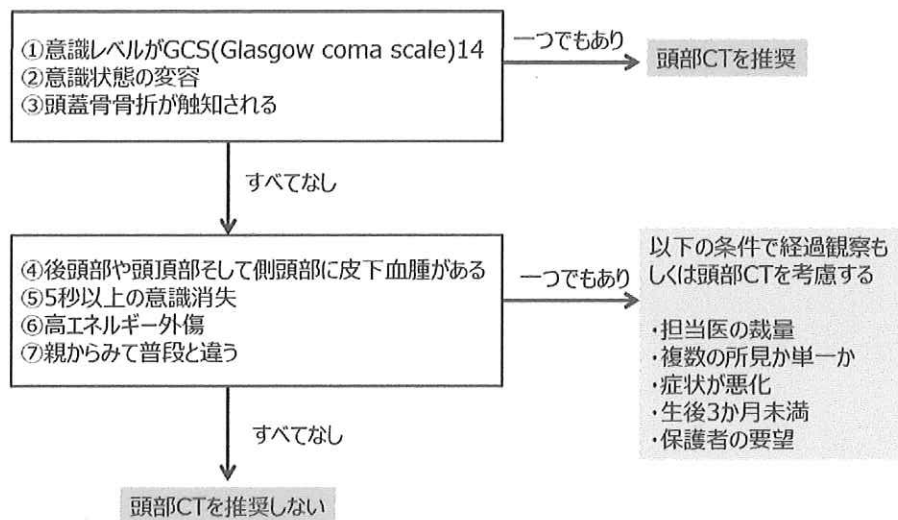 ①意識レベルがGCS(Glasgow coma scale)14
②意識状態の変容
③頭蓋骨骨折が触知される
一つでもあり
頭部CTを推奨
すべてなし
④後頭部や頭頂部そして側頭部に皮下血腫がある
⑤5秒以上の意識消失
⑥高エネルギー外傷
⑦親からみて普段と違う
一つでもあり
以下の条件で経過観察も
しくは頭部CTを考慮する
・担当医の裁量
・複数の所見か単一か
・症状が悪化
・生後3か月未満
・保護者の要望
すべてなし
頭部CTを推奨しない